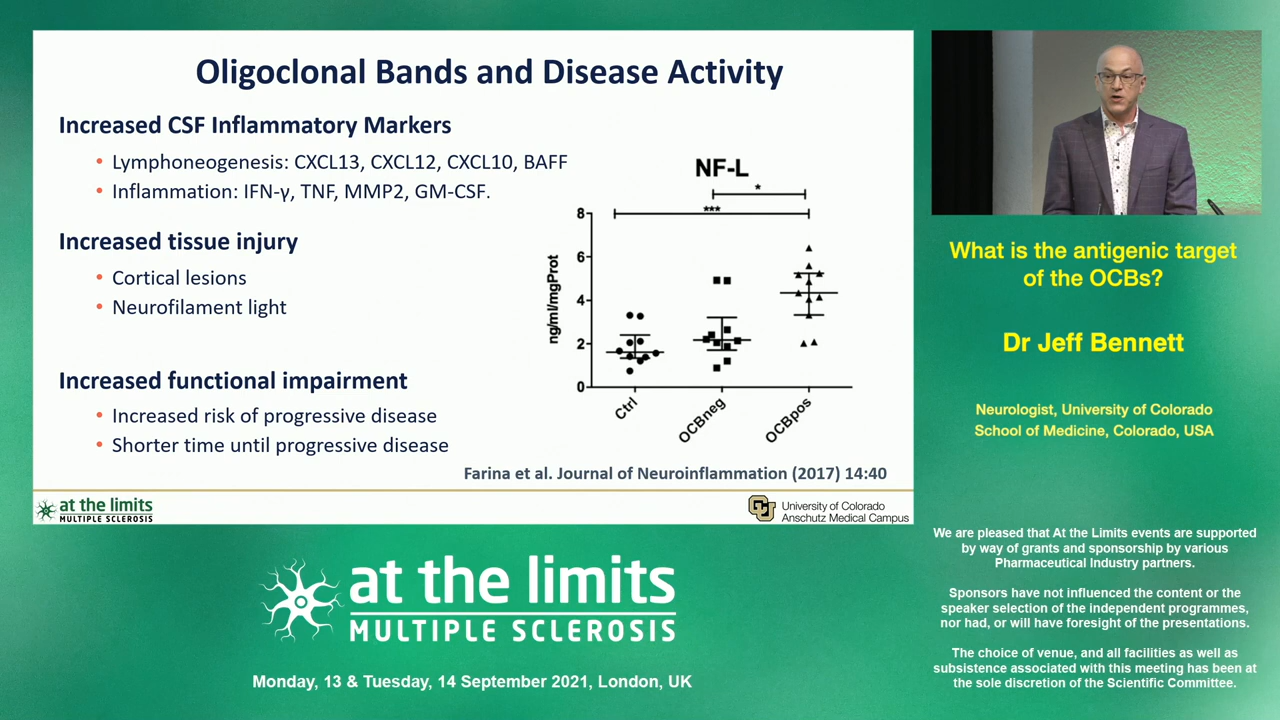 Oligoclonal Bands and Disease Activity
Increased CSF Inflammatory Markers
• Lymphoneogenesis: CXCL13, CXCL12, CXCL10, BAFF
• Inflammation: IFN-γ, TNF, MMP2, GM-CSF.
Increased tissue injury
• Cortical lesions
• Neurofilament light
Increased functional impairment
• Increased risk of progressive disease
• Shorter time until progressive disease
NF-L
*
***
8
6
4
2
0
ng/ml/mgProt
Ctrl
OCBneg
OCBpos
Farina et al. Journal of Neuroinflammation (2017) 14:40
at the limits
MULTIPLE SCLEROSIS
CU
University of Colorado
Anschutz Medical Campus
What is the antigenic target
of the OCBs?
Dr Jeff Bennett
Neurologist, University of Colorado
School of Medicine, Colorado, USA
We are pleased that At the Limits events are supported
by way of grants and sponsorship by various
Pharmaceutical Industry partners.
Sponsors have not influenced the content or the
speaker selection of the independent programmes,
nor had, or will have foresight of the presentations.
The choice of venue, and all facilities as well as
subsistence associated with this meeting has been at
the sole discretion of the Scientific Committee.
at the limits
MULTIPLE SCLEROSIS
Monday, 13 & Tuesday, 14 September 2021, London, UK